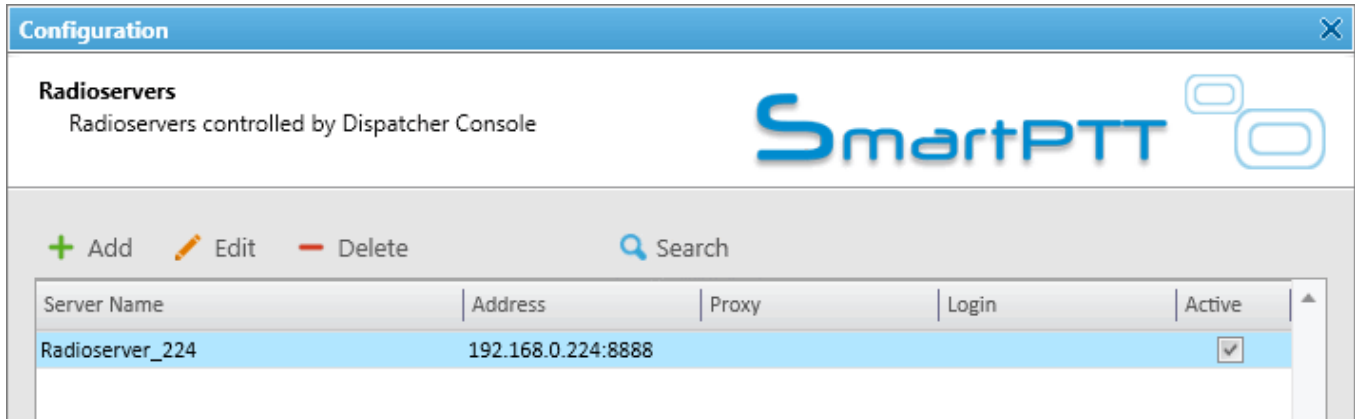 Configuration
Radioservers
Radioservers controlled by Dispatcher Console
SmartPTT
Add Edit Delete Search
Server Name Address Proxy Login Active
Radioserver_224 192.168.0.224:8888